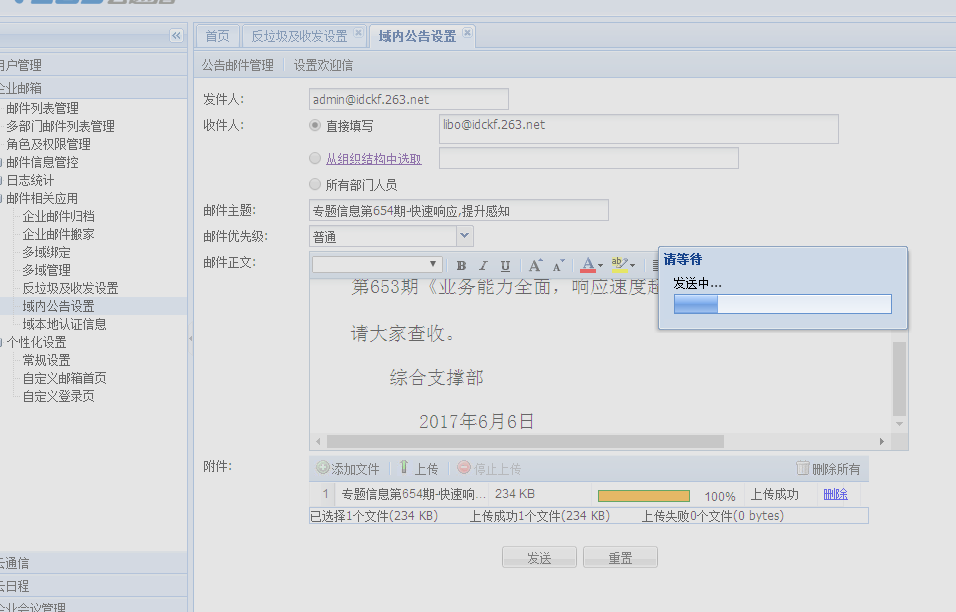 首页 反垃圾及收发设置 域内公告设置
公告邮件管理 设置欢迎信
用户管理
企业邮箱
邮件列表管理
多部门邮件列表管理
角色及权限管理
邮件信息管控
日志统计
邮件相关应用
企业邮件归档
企业邮件搬家
多域绑定
多域管理
反垃圾及收发设置
域内公告设置
域本地认证信息
个性化设置
常规设置
自定义邮箱首页
自定义登录页
云通信
云日程
企业会议管理
发件人: admin@idckf.263.net
收件人: 直接填写 libo@idckf.263.net
从组织结构中选取
所有部门人员
邮件主题: 专题信息第654期-快速响应,提升感知
邮件优先级: 普通
邮件正文: B I U A A A ab
第653期《业务能力全面，响应速度
请大家查收。
综合支撑部
2017年6月6日
请等待
发送中...
附件: 添加文件 上传 停止上传 删除所有
1 专题信息第654期-快速响... 234 KB 100% 上传成功 删除
已选择1个文件(234 KB) 上传成功1个文件(234 KB) 上传失败0个文件(0 bytes)
发送 重置